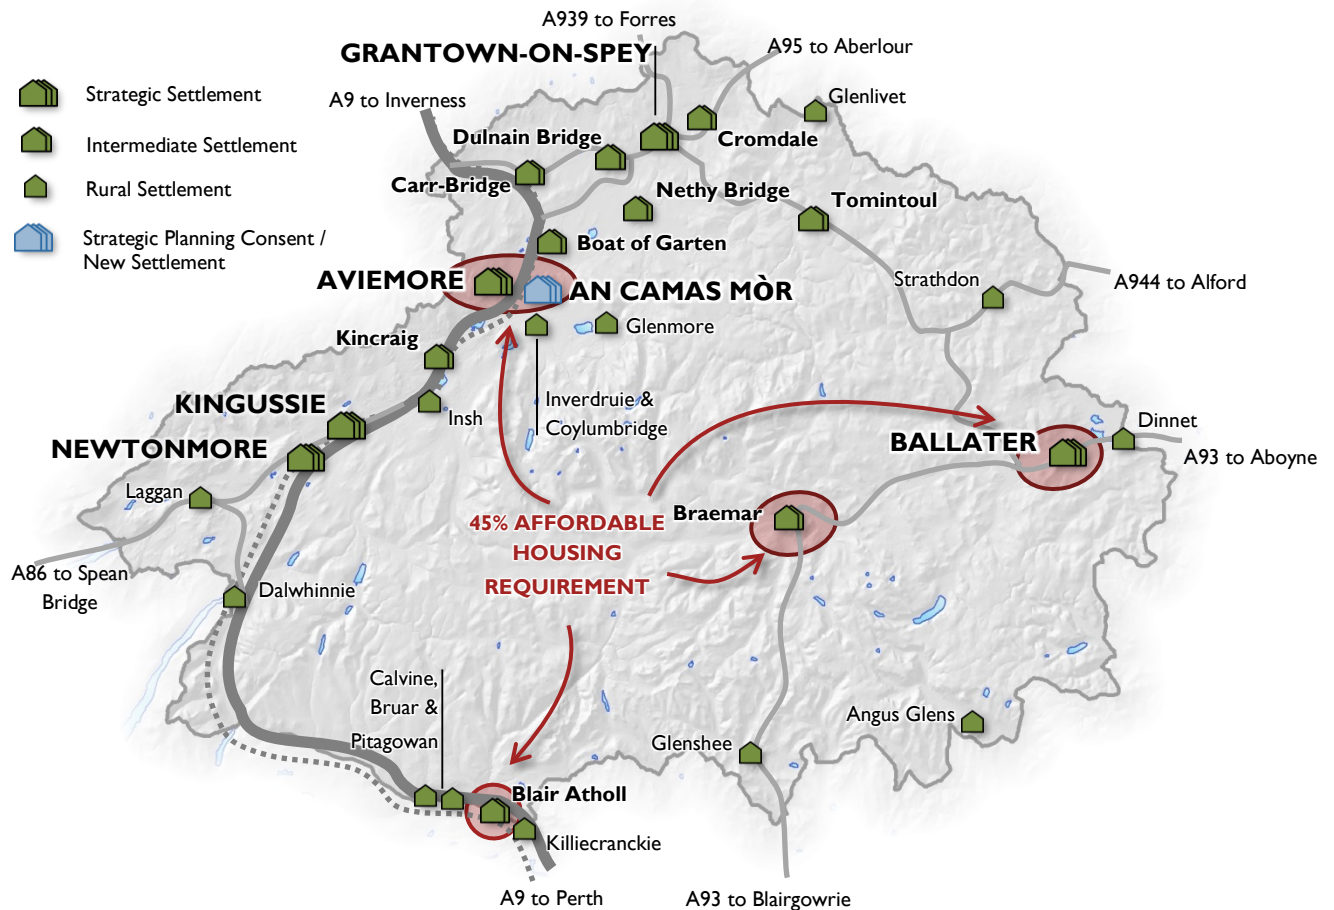 A939 to Forres
GRANTOWN-ON-SPEY
A95 to Aberlour
Strategic Settlement
Intermediate Settlement
Rural Settlement
Strategic Planning Consent /
New Settlement
A9 to Inverness
Glenlivet
Dulnain Bridge
Cromdale
Carr-Bridge
Nethy Bridge
Tomintoul
Boat of Garten
AVIEMORE
AN CAMAS MÒR
Strathdon
A944 to Alford
Glenmore
Kincraig
Inverdruie &
Coylumbridge
KINGUSSIE
Insh
Dinnet
NEWTONMORE
BALLATER
A93 to Aboyne
Laggan
45% AFFORDABLE
HOUSING
REQUIREMENT
Braemar
A86 to Spean
Bridge
Dalwhinnie
Calvine,
Bruar &
Pitagowan
Angus Glens
Glenshee
Blair Atholl
Killiecranckie
A9 to Perth
A93 to Blairgowrie